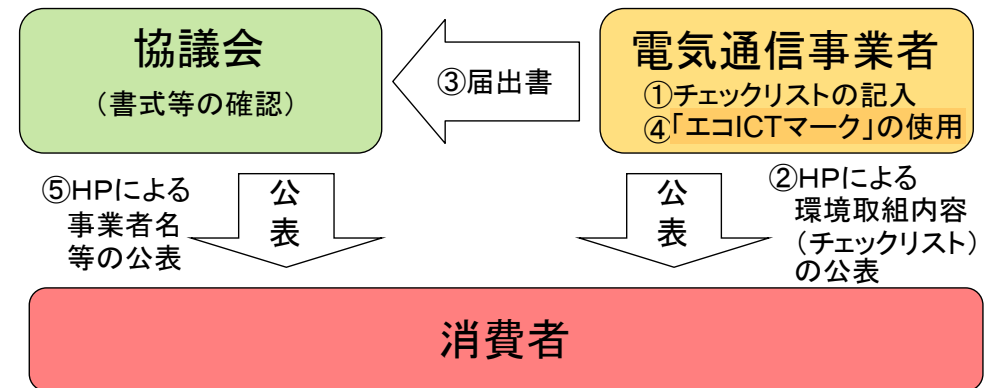 協議会
（書式等の確認）
③届出書
電気通信事業者
①チェックリストの記入
④「エコICTマーク」の使用
⑤HPによる
事業者名
等の公表
公
表
公
表
②HPによる
環境取組内容
（チェックリスト）
の公表
消費者